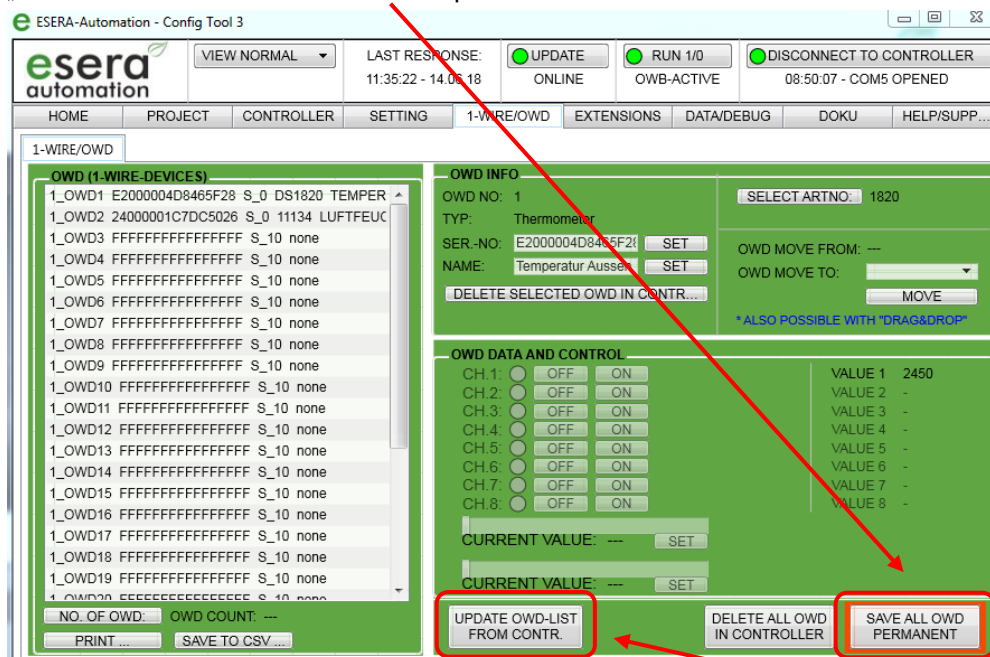 ESERA-Automation - Config Tool 3
esera
automation
VIEW NORMAL
LAST RESPONSE:
11:35:22 - 14.06.18
UPDATE
ONLINE
RUN 1/0
OWB-ACTIVE
DISCONNECT TO CONTROLLER
08:50:07 - COM5 OPENED
HOME PROJECT CONTROLLER SETTING 1-WIRE/OWD EXTENSIONS DATA/DEBUG DOKU HELP/SUPP...
1-WIRE/OWD
OWD (1-WIRE-DEVICES)
1_OWD1 E2000004D8465F28 S_0 DS1820 TEMPER
1_OWD2 24000001C7DC5026 S_0 11134 LUFTFEUC
1_OWD3 FFFFFFFFFFFFFFFF S_10 none
1_OWD4 FFFFFFFFFFFFFFFF S_10 none
1_OWD5 FFFFFFFFFFFFFFFF S_10 none
1_OWD6 FFFFFFFFFFFFFFFF S_10 none
1_OWD7 FFFFFFFFFFFFFFFF S_10 none
1_OWD8 FFFFFFFFFFFFFFFF S_10 none
1_OWD9 FFFFFFFFFFFFFFFF S_10 none
1_OWD10 FFFFFFFFFFFFFFFF S_10 none
1_OWD11 FFFFFFFFFFFFFFFF S_10 none
1_OWD12 FFFFFFFFFFFFFFFF S_10 none
1_OWD13 FFFFFFFFFFFFFFFF S_10 none
1_OWD14 FFFFFFFFFFFFFFFF S_10 none
1_OWD15 FFFFFFFFFFFFFFFF S_10 none
1_OWD16 FFFFFFFFFFFFFFFF S_10 none
1_OWD17 FFFFFFFFFFFFFFFF S_10 none
1_OWD18 FFFFFFFFFFFFFFFF S_10 none
1_OWD19 FFFFFFFFFFFFFFFF S_10 none
1_OWD20 FFFFFFFFFFFFFFFF S_10 none
NO. OF OWD: OWD COUNT: ---
PRINT ... SAVE TO CSV ...
OWD INFO
OWD NO: 1
TYP: Thermometer
SER.-NO: E2000004D8465F28 SET
NAME: Temperatur Aussen SET
DELETE SELECTED OWD IN CONTR...
SELECT ARTNO: 1820
OWD MOVE FROM: ---
OWD MOVE TO:
MOVE
* ALSO POSSIBLE WITH "DRAG&DROP"
OWD DATA AND CONTROL
CH.1: OFF ON VALUE 1 2450
CH.2: OFF ON VALUE 2 -
CH.3: OFF ON VALUE 3 -
CH.4: OFF ON VALUE 4 -
CH.5: OFF ON VALUE 5 -
CH.6: OFF ON VALUE 6 -
CH.7: OFF ON VALUE 7 -
CH.8: OFF ON VALUE 8 -
CURRENT VALUE: --- SET
CURRENT VALUE: --- SET
UPDATE OWD-LIST
FROM CONTR.
DELETE ALL OWD
IN CONTROLLER
SAVE ALL OWD
PERMANENT